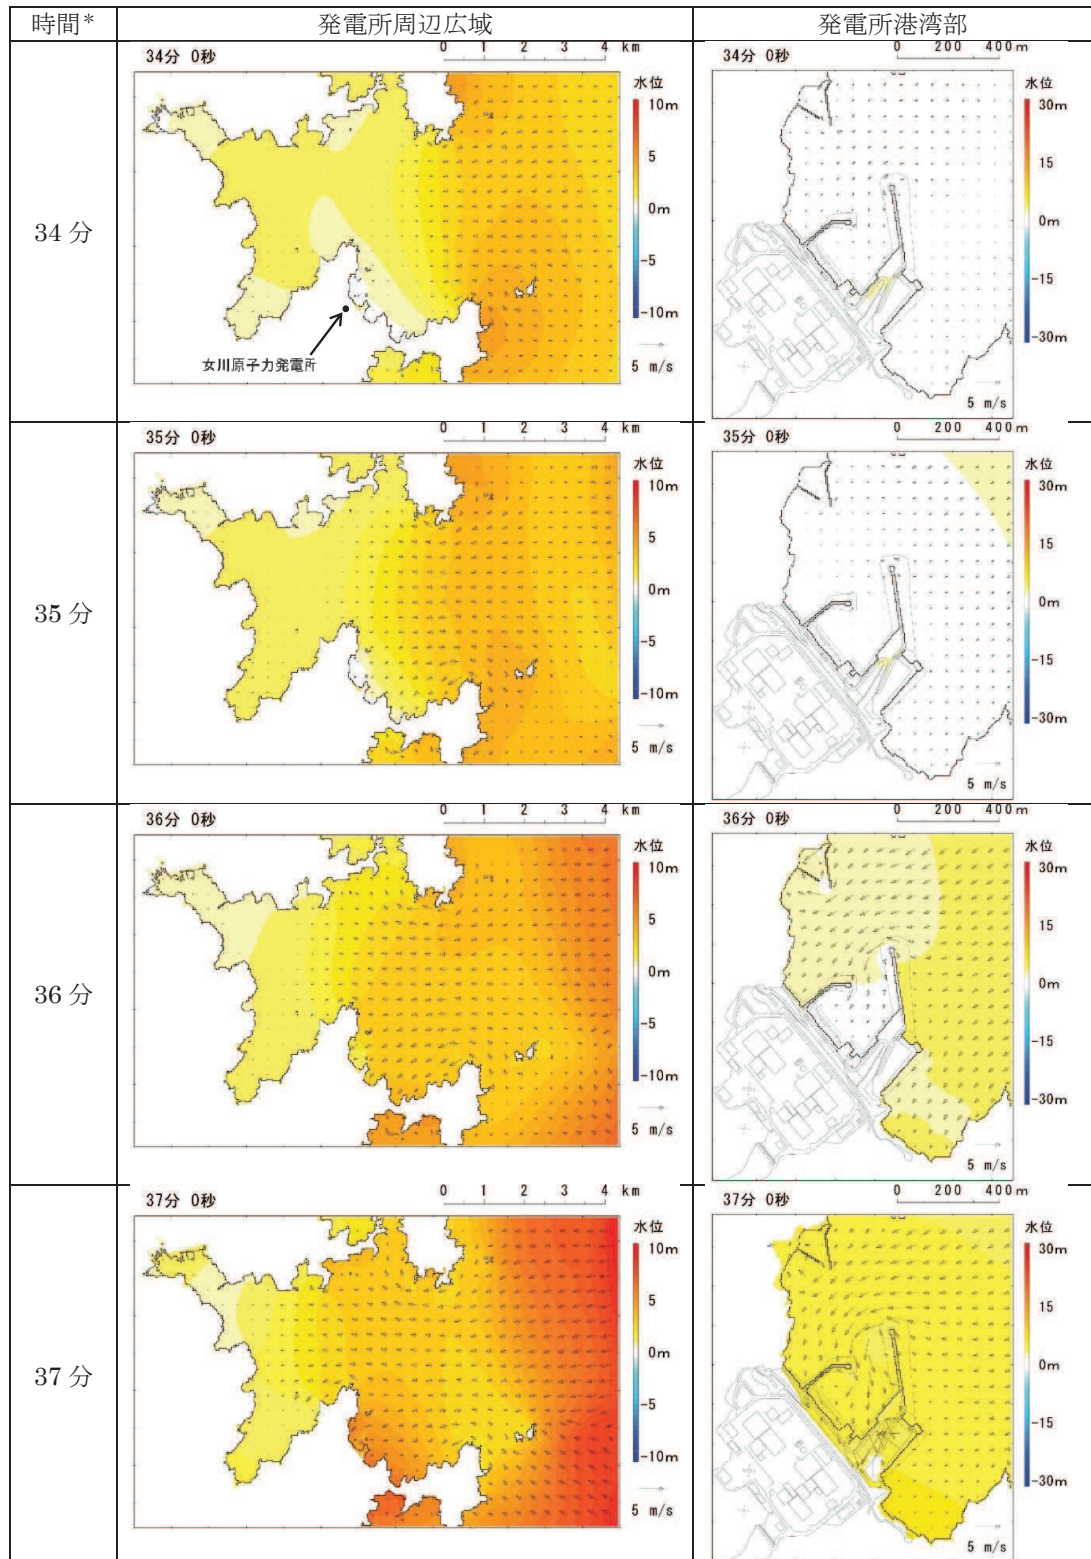 時間* 発電所周辺広域 発電所港湾部
34分
34分 0秒 0 1 2 3 4 km
水位
10m
5
0m
-5
-10m
5 m/s
女川原子力発電所
34分 0秒 0 200 400m
水位
30m
15
0m
-15
-30m
5 m/s
35分
35分 0秒 0 1 2 3 4 km
水位
10m
5
0m
-5
-10m
5 m/s
35分 0秒 0 200 400m
水位
30m
15
0m
-15
-30m
5 m/s
36分
36分 0秒 0 1 2 3 4 km
水位
10m
5
0m
-5
-10m
5 m/s
36分 0秒 0 200 400m
水位
30m
15
0m
-15
-30m
5 m/s
37分
37分 0秒 0 1 2 3 4 km
水位
10m
5
0m
-5
-10m
5 m/s
37分 0秒 0 200 400m
水位
30m
15
0m
-15
-30m
5 m/s